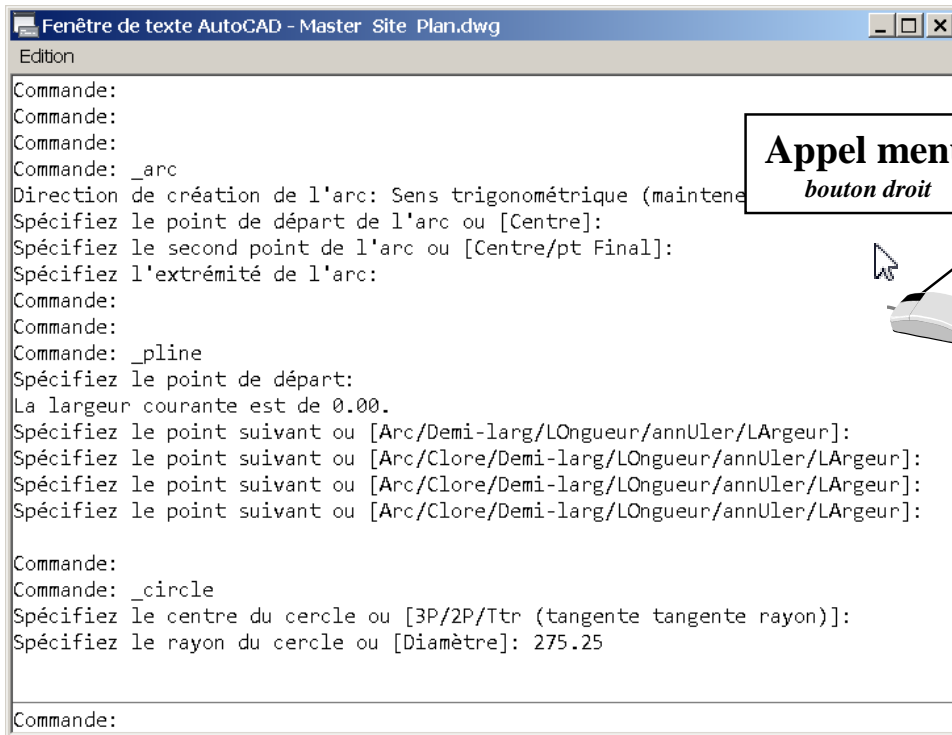 Fenêtre de texte AutoCAD - Master Site Plan.dwg
Edition
Commande:
Commande:
Commande:
Commande: _arc
Direction de création de l'arc: Sens trigonométrique (maintene
Spécifiez le point de départ de l'arc ou [Centre]:
Spécifiez le second point de l'arc ou [Centre/pt Final]:
Spécifiez l'extrémité de l'arc:
Commande:
Commande:
Commande: _pline
Spécifiez le point de départ:
La largeur courante est de 0.00.
Spécifiez le point suivant ou [Arc/Demi-larg/LOngueur/annUler/LArgeur]:
Spécifiez le point suivant ou [Arc/Clore/Demi-larg/LOngueur/annUler/LArgeur]:
Spécifiez le point suivant ou [Arc/Clore/Demi-larg/LOngueur/annUler/LArgeur]:
Spécifiez le point suivant ou [Arc/Clore/Demi-larg/LOngueur/annUler/LArgeur]:
Commande:
Commande: _circle
Spécifiez le centre du cercle ou [3P/2P/Ttr (tangente tangente rayon)]:
Spécifiez le rayon du cercle ou [Diamètre]: 275.25
Commande:
Appel men
bouton droit